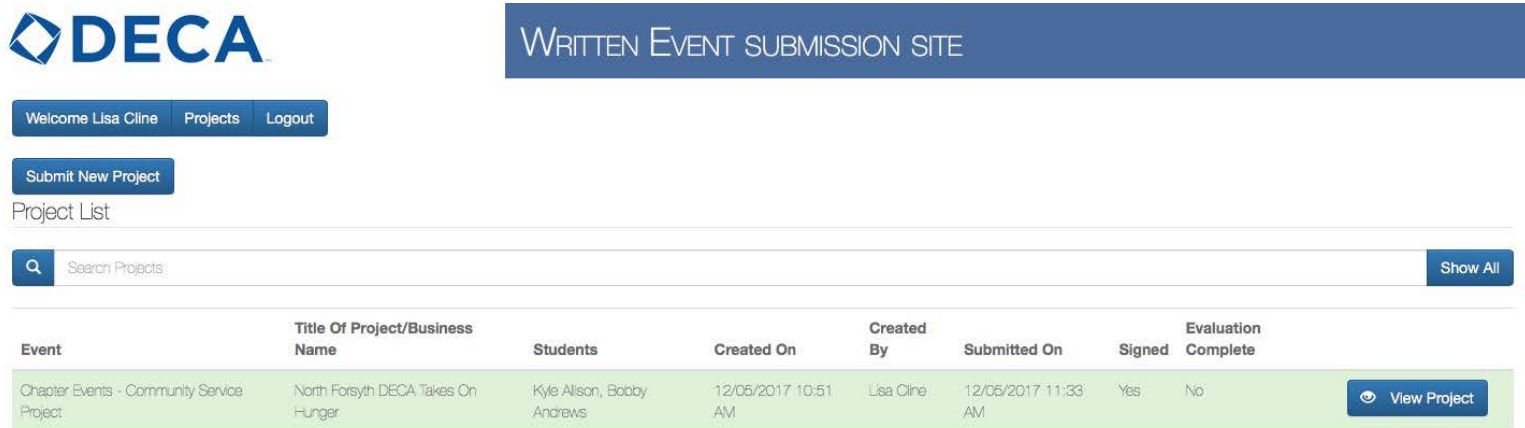 DECA
WRITTEN EVENT SUBMISSION SITE
Welcome Lisa Cline Projects Logout
Submit New Project
Project List
Search Projects Show All
Event Title Of Project/Business Name Students Created On Created By Submitted On Signed Evaluation Complete
Chapter Events - Community Service Project North Forsyth DECA Takes On Hunger Kyle Allison, Bobby Andrews 12/05/2017 10:51 AM Lisa Cline 12/05/2017 11:33 AM Yes No View Project